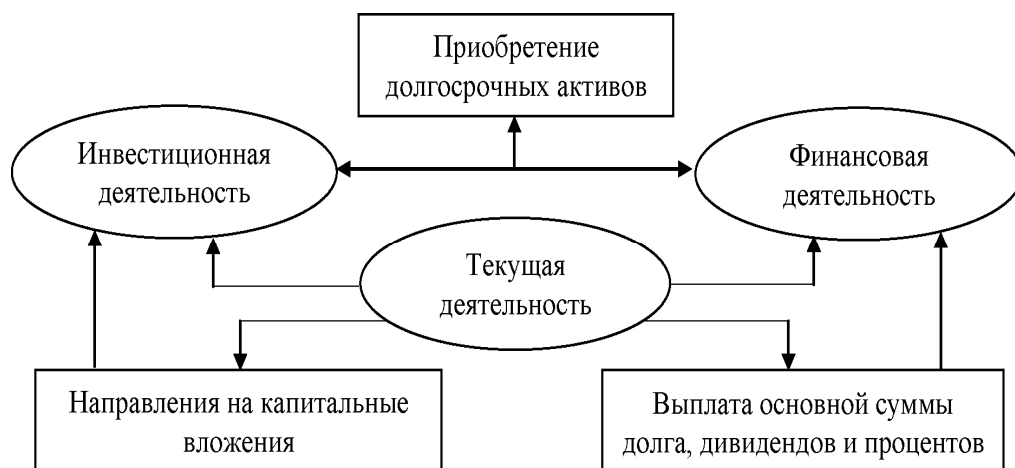 Приобретение
долгосрочных активов
Инвестиционная
деятельность
Финансовая
деятельность
Текущая
деятельность
Направления на капитальные
вложения
Выплата основной суммы
долга, дивидендов и процентов